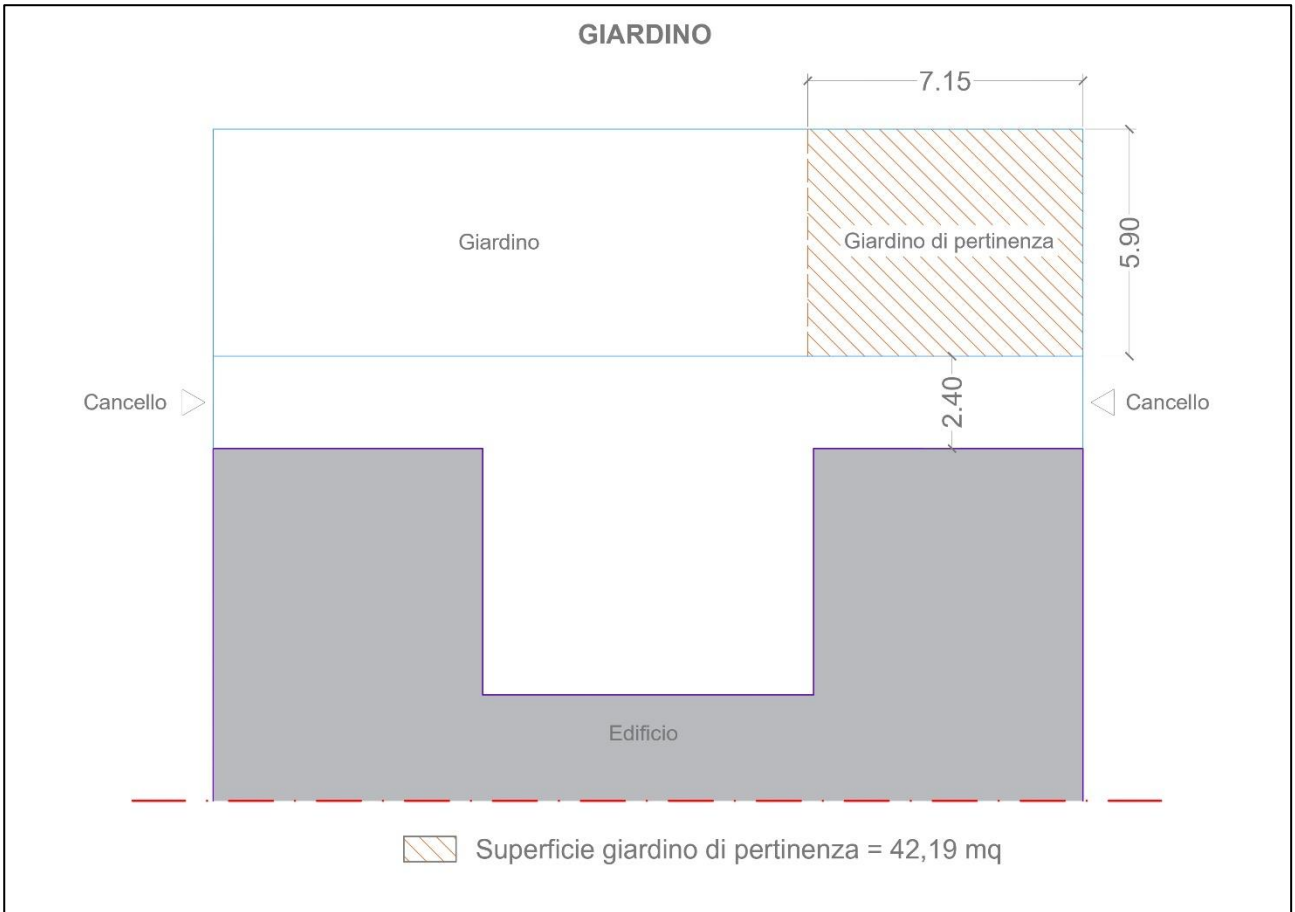 GIARDINO
7.15
Giardino
Giardino di pertinenza
5.90
Cancello
2.40
Cancello
Edificio
Superficie giardino di pertinenza = 42,19 mq